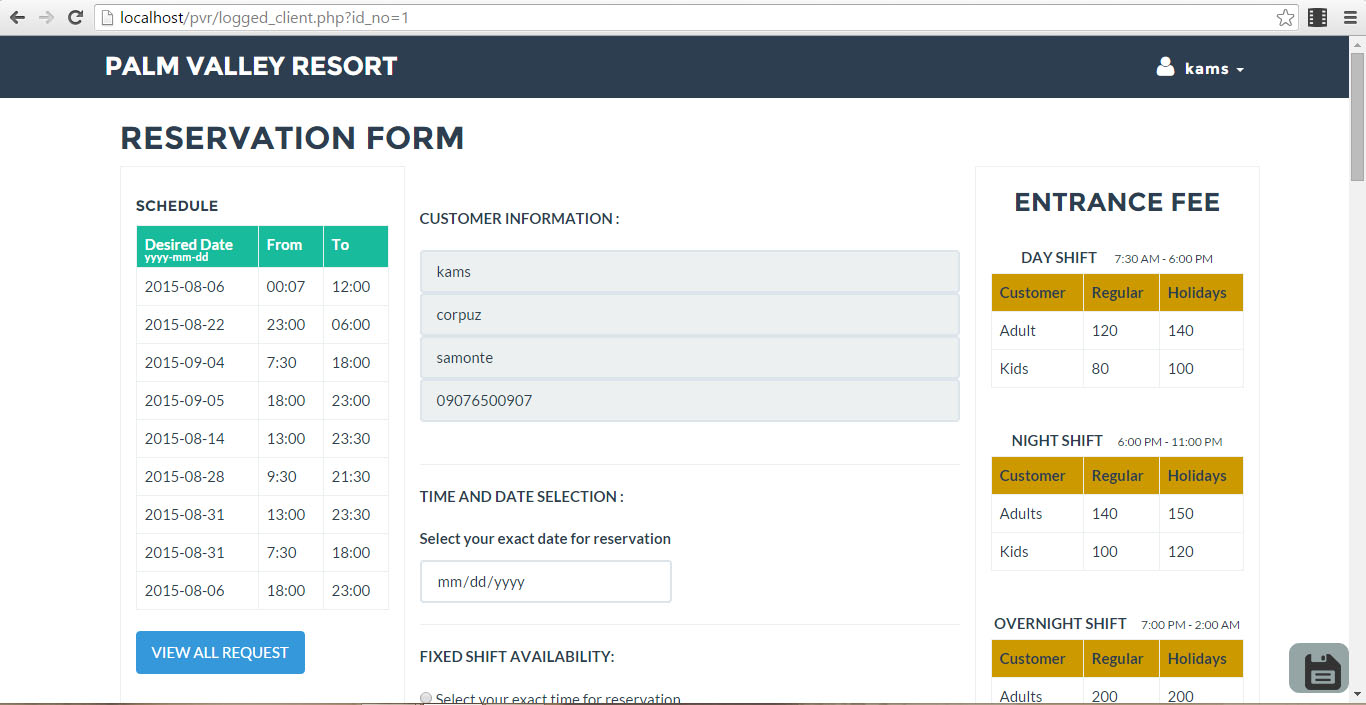 localhost/pvr/logged_client.php?id_no=1
PALM VALLEY RESORT
kams
RESERVATION FORM
SCHEDULE
Desired Date From To
yyyy-mm-dd
2015-08-06 00:07 12:00
2015-08-22 23:00 06:00
2015-09-04 7:30 18:00
2015-09-05 18:00 23:00
2015-08-14 13:00 23:30
2015-08-28 9:30 21:30
2015-08-31 13:00 23:30
2015-08-31 7:30 18:00
2015-08-06 18:00 23:00
VIEW ALL REQUEST
CUSTOMER INFORMATION :
kams
corpuz
samonte
09076500907
TIME AND DATE SELECTION :
Select your exact date for reservation
mm/dd/yyyy
FIXED SHIFT AVAILABILITY:
Select your exact time for reservation
ENTRANCE FEE
DAY SHIFT 7:30 AM - 6:00 PM
Customer Regular Holidays
Adult 120 140
Kids 80 100
NIGHT SHIFT 6:00 PM - 11:00 PM
Customer Regular Holidays
Adults 140 150
Kids 100 120
OVERNIGHT SHIFT 7:00 PM - 2:00 AM
Customer Regular Holidays
Adults 200 200